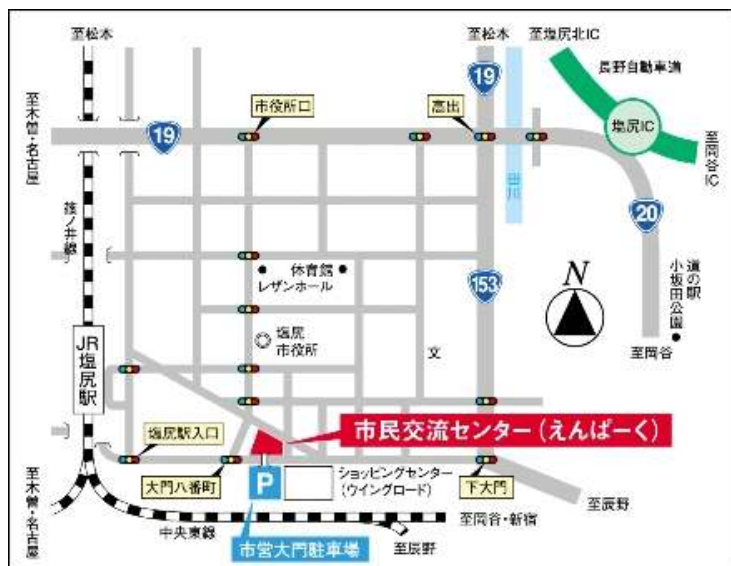 至松本
至松本
至塩尻北IC
長野自動車道
19
市役所口
高出
塩尻IC
至木曽・名古屋
19
至岡谷IC
田川
20
篠ノ井線
体育館
レザンホール
153
N
道の駅
小坂田公園
塩尻
市役所
文
至岡谷
JR塩尻駅
市民交流センター(えんぱーく)
塩尻駅入口
大門八番町
P
ショッピングセンター
(ウイングロード)
下大門
至木曽・名古屋
至辰野
中央東線
市営大門駐車場
至岡谷・新宿
至辰野